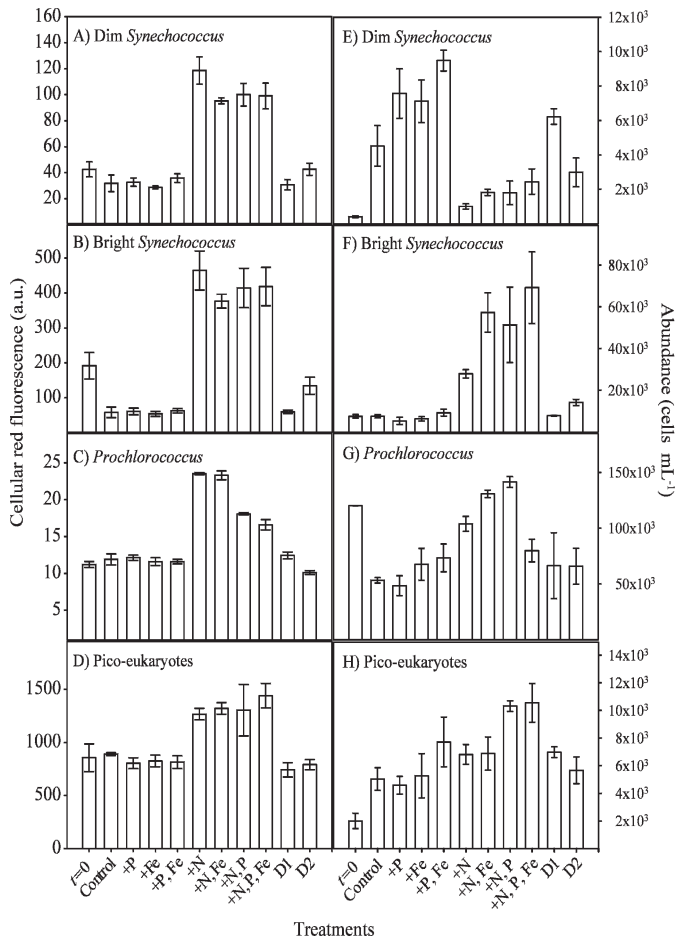 Cellular red fluorescence (a.u.)
A) Dim Synechococcus
160
140
120
100
80
60
40
20
B) Bright Synechococcus
500
400
300
200
100
C) Prochlorococcus
25
20
15
10
5
D) Pico-eukaryotes
1500
1000
500
0
E) Dim Synechococcus
12x10³
10x10³
8x10³
6x10³
4x10³
2x10³
F) Bright Synechococcus
80x10³
60x10³
40x10³
20x10³
G) Prochlorococcus
150x10³
100x10³
50x10³
H) Pico-eukaryotes
14x10³
12x10³
10x10³
8x10³
6x10³
4x10³
2x10³
Abundance (cells mL⁻¹)
t=0
Control
+P
+Fe
+P, Fe
+N
+N, Fe
+N, P
+N, P, Fe
D1
D2
t=0
Control
+P
+Fe
+P, Fe
+N
+N, Fe
+N, P
+N, P, Fe
D1
D2
Treatments